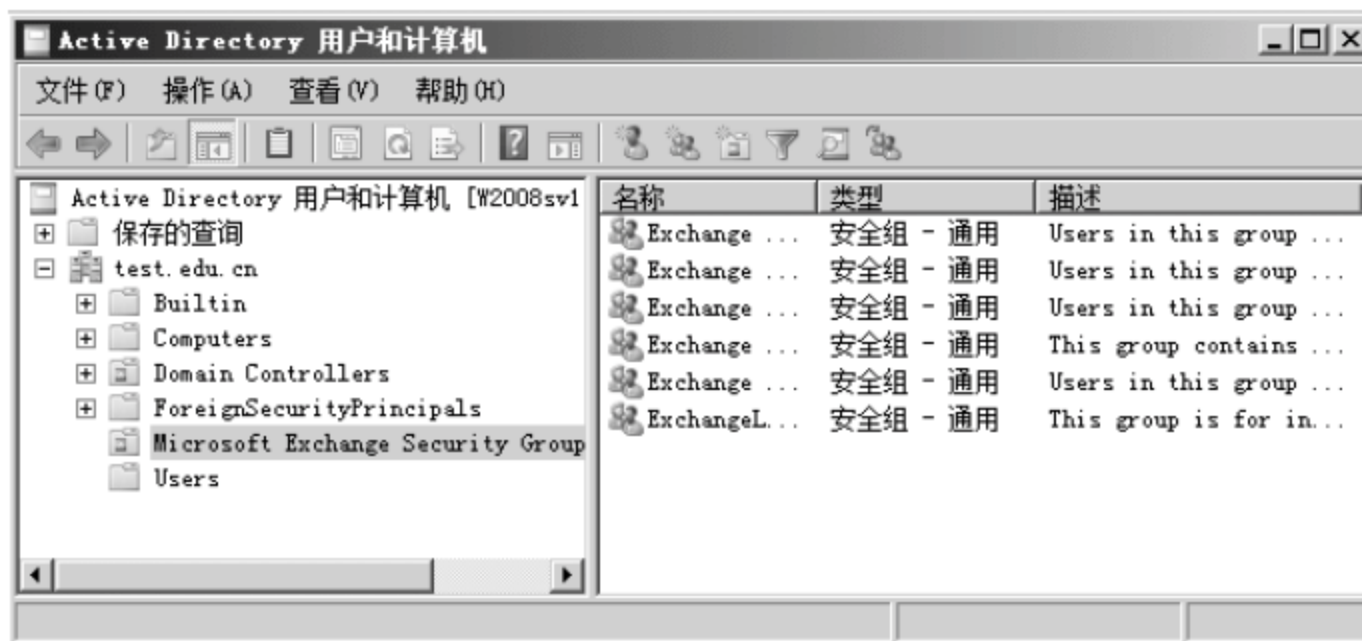 Active Directory 用户和计算机
文件(F) 操作(A) 查看(V) 帮助(H)
Active Directory 用户和计算机 [W2008sv1
保存的查询
test.edu.cn
Builtin
Computers
Domain Controllers
ForeignSecurityPrincipals
Microsoft Exchange Security Group
Users
名称 类型 描述
Exchange ... 安全组 - 通用 Users in this group ...
Exchange ... 安全组 - 通用 Users in this group ...
Exchange ... 安全组 - 通用 Users in this group ...
Exchange ... 安全组 - 通用 This group contains ...
Exchange ... 安全组 - 通用 Users in this group ...
ExchangeL... 安全组 - 通用 This group is for in...